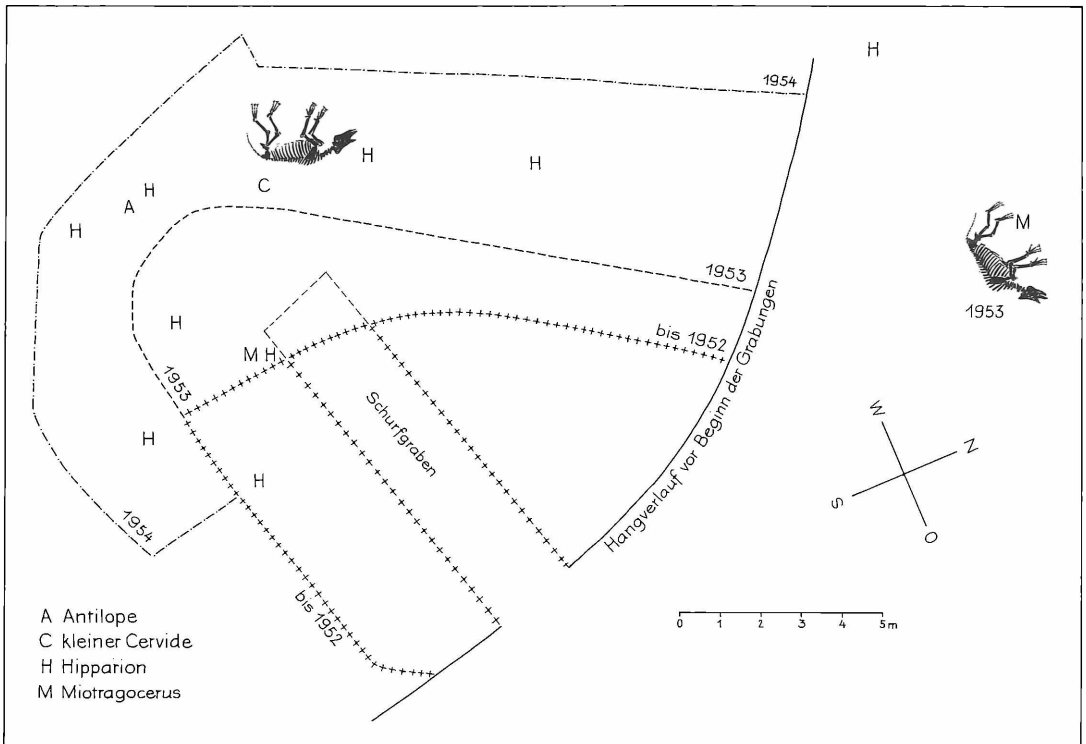 H
1954
H
H
H
A
C
H
M
1953
1953
H
bis 1952
M H
1953
Schurfgraben
Hangverlauf vor Beginn der Grabungen
H
H
1954
W
N
S
O
bis 1952
0 1 2 3 4 5 m
A Antilope
C kleiner Cervide
H Hipparion
M Miotragocerus